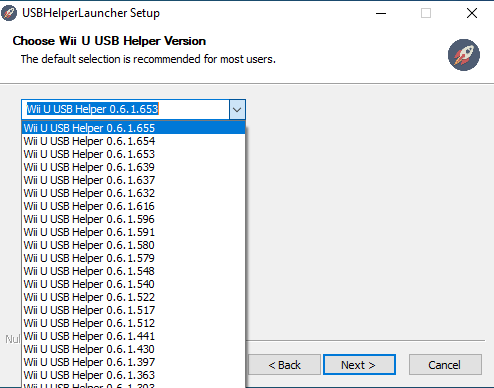 USBHelperLauncher Setup
Choose Wii U USB Helper Version
The default selection is recommended for most users.
Wii U USB Helper 0.6.1.653
Wii U USB Helper 0.6.1.655
Wii U USB Helper 0.6.1.654
Wii U USB Helper 0.6.1.653
Wii U USB Helper 0.6.1.639
Wii U USB Helper 0.6.1.637
Wii U USB Helper 0.6.1.632
Wii U USB Helper 0.6.1.616
Wii U USB Helper 0.6.1.596
Wii U USB Helper 0.6.1.591
Wii U USB Helper 0.6.1.580
Wii U USB Helper 0.6.1.579
Wii U USB Helper 0.6.1.548
Wii U USB Helper 0.6.1.540
Wii U USB Helper 0.6.1.522
Wii U USB Helper 0.6.1.517
Wii U USB Helper 0.6.1.512
Wii U USB Helper 0.6.1.441
Nul
Wii U USB Helper 0.6.1.430
Wii U USB Helper 0.6.1.397
Wii U USB Helper 0.6.1.363
Wii U USB Helper
< Back
Next >
Cancel